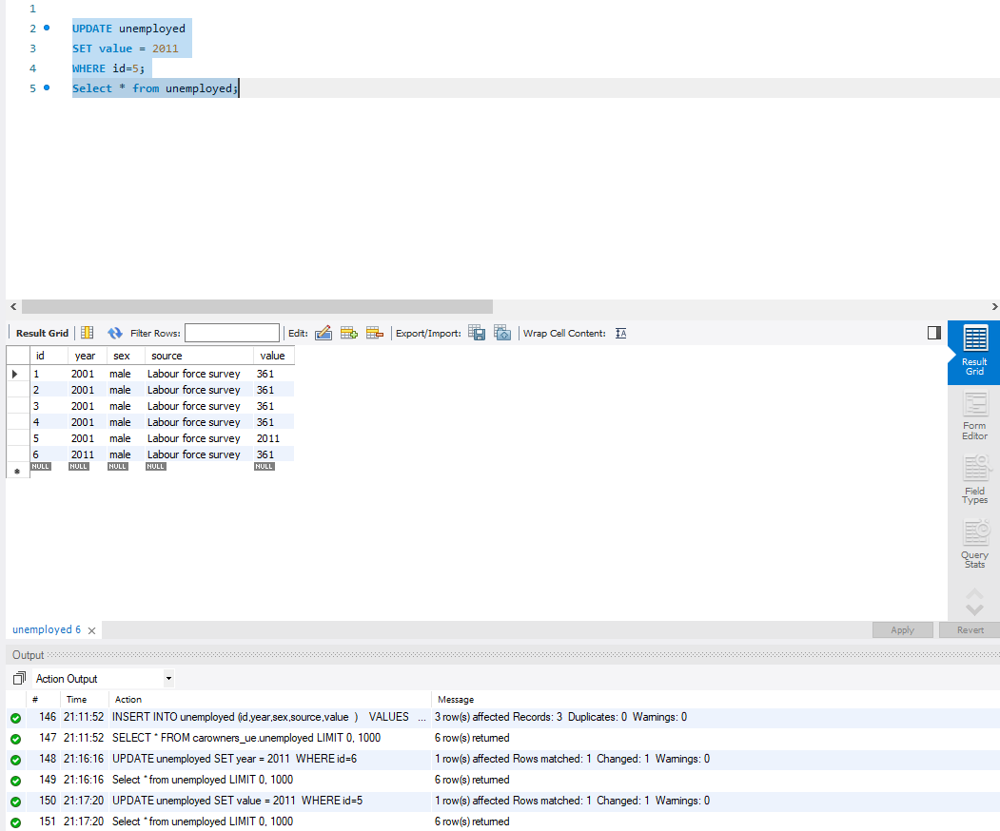 1
2 UPDATE unemployed
3 SET value = 2011
4 WHERE id=5;
5 Select * from unemployed;
Result Grid Filter Rows: Edit: Export/Import: Wrap Cell Content:
id year sex source value
1 2001 male Labour force survey 361
2 2001 male Labour force survey 361
3 2001 male Labour force survey 361
4 2001 male Labour force survey 361
5 2001 male Labour force survey 2011
6 2011 male Labour force survey 361
NULL NULL NULL NULL NULL
Result
Grid
Form
Editor
Field
Types
Query
Stats
unemployed 6 Apply Revert
Output
Action Output
# Time Action Message
146 21:11:52 INSERT INTO unemployed (id,year,sex,source,value ) VALUES ... 3 row(s) affected Records: 3 Duplicates: 0 Warnings: 0
147 21:11:52 SELECT * FROM carowners_ue.unemployed LIMIT 0, 1000 6 row(s) returned
148 21:16:16 UPDATE unemployed SET year = 2011 WHERE id=6 1 row(s) affected Rows matched: 1 Changed: 1 Warnings: 0
149 21:16:16 Select * from unemployed LIMIT 0, 1000 6 row(s) returned
150 21:17:20 UPDATE unemployed SET value = 2011 WHERE id=5 1 row(s) affected Rows matched: 1 Changed: 1 Warnings: 0
151 21:17:20 Select * from unemployed LIMIT 0, 1000 6 row(s) returned